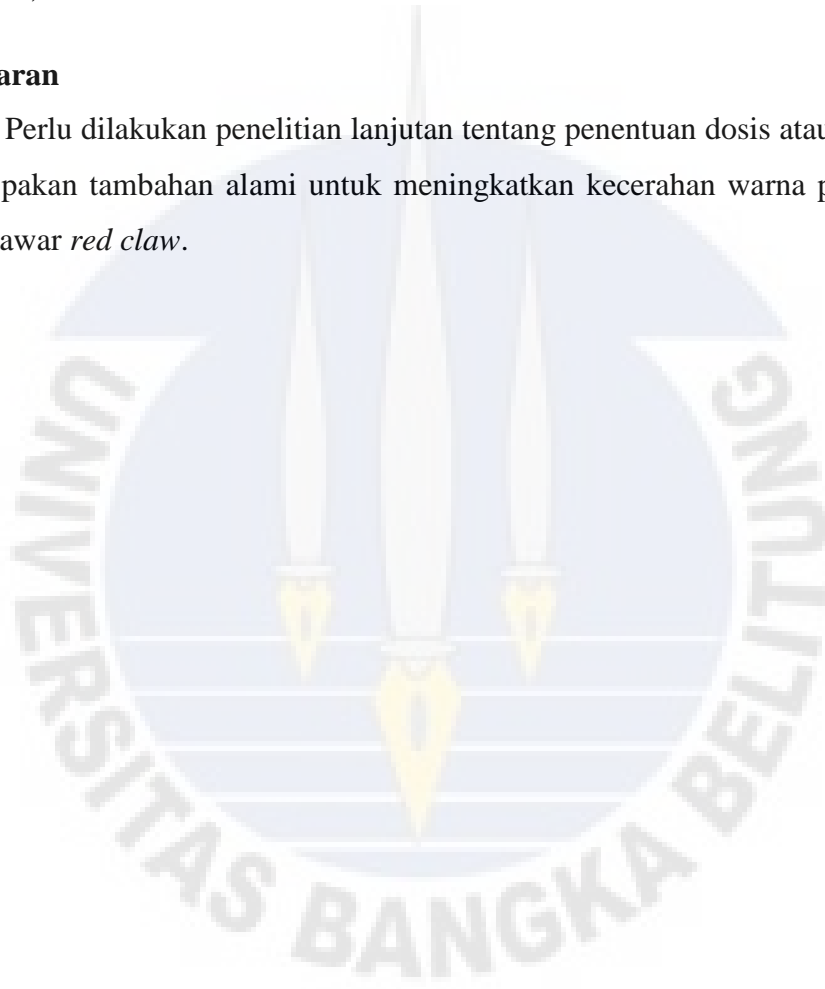 aran
Perlu dilakukan penelitian lanjutan tentang penentuan dosis atau
pakan tambahan alami untuk meningkatkan kecerahan warna p
awar red claw.
UNIVERSITAS BANGKA BELITUNG